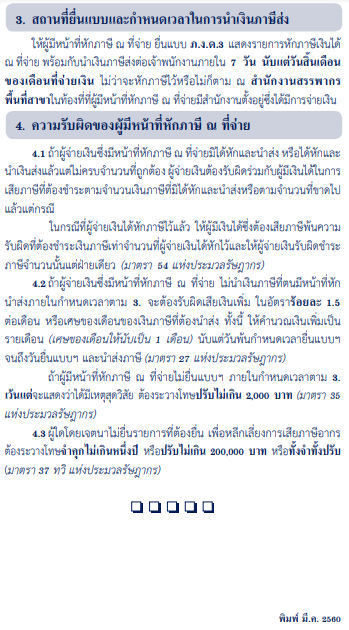 3. สถานที่ยื่นแบบและกำหนดเวลาในการนำเงินภาษีส่ง
ให้ผู้มีหน้าที่หักภาษี ณ ที่จ่าย ยื่นแบบ ภ.ง.ด.3 แสดงรายการหักภาษีเงินได้
ณ ที่จ่าย พร้อมกับนำเงินภาษีส่งต่อเจ้าพนักงานภายใน 7 วัน นับแต่วันสิ้นเดือน
ของเดือนที่จ่ายเงิน ไม่ว่าจะหักภาษีไว้หรือไม่ก็ตาม ณ สำนักงานสรรพากร
พื้นที่สาขาในท้องที่ที่ผู้มีหน้าที่หักภาษี ณ ที่จ่ายมีสำนักงานตั้งอยู่ซึ่งได้มีการจ่ายเงิน
4. ความรับผิดของผู้มีหน้าที่หักภาษี ณ ที่จ่าย
4.1 ถ้าผู้จ่ายเงินซึ่งมีหน้าที่หักภาษี ณ ที่จ่ายมิได้หักและนำส่ง หรือได้หักและ
นำเงินส่งแล้วแต่ไม่ครบจำนวนที่ถูกต้อง ผู้จ่ายเงินต้องรับผิดร่วมกับผู้มีเงินได้ในการ
เสียภาษีที่ต้องชำระตามจำนวนเงินภาษีที่มิได้หักและนำส่งหรือตามจำนวนที่ขาดไป
แล้วแต่กรณี
ในกรณีที่ผู้จ่ายเงินได้หักภาษีไว้แล้ว ให้ผู้มีเงินได้ซึ่งต้องเสียภาษีพ้นความ
รับผิดที่ต้องชำระเงินภาษีเท่าจำนวนที่ผู้จ่ายเงินได้หักไว้และให้ผู้จ่ายเงินรับผิดชำระ
ภาษีจำนวนนั้นแต่ฝ่ายเดียว (มาตรา 54 แห่งประมวลรัษฎากร)
4.2 ถ้าผู้จ่ายเงินซึ่งมีหน้าที่หักภาษี ณ ที่จ่าย ไม่นำเงินภาษีที่ตนมีหน้าที่หัก
นำส่งภายในกำหนดเวลาตาม 3. จะต้องรับผิดเสียเงินเพิ่ม ในอัตราร้อยละ 1.5
ต่อเดือน หรือเศษของเดือนของเงินภาษีที่ต้องนำส่ง ทั้งนี้ ให้คำนวณเงินเพิ่มเป็น
รายเดือน (เศษของเดือนให้นับเป็น 1 เดือน) นับแต่วันพ้นกำหนดเวลายื่นแบบฯ
จนถึงวันยื่นแบบฯ และนำส่งภาษี (มาตรา 27 แห่งประมวลรัษฎากร)
ถ้าผู้มีหน้าที่หักภาษี ณ ที่จ่ายไม่ยื่นแบบฯ ภายในกำหนดเวลาตาม 3.
เว้นแต่จะแสดงว่าได้มีเหตุสุดวิสัย ต้องระวางโทษปรับไม่เกิน 2,000 บาท (มาตรา 35
แห่งประมวลรัษฎากร)
4.3 ผู้ใดโดยเจตนาไม่ยื่นรายการที่ต้องยื่น เพื่อหลีกเลี่ยงการเสียภาษีอากร
ต้องระวางโทษจำคุกไม่เกินหนึ่งปี หรือปรับไม่เกิน 200,000 บาท หรือทั้งจำทั้งปรับ
(มาตรา 37 ทวิ แห่งประมวลรัษฎากร)
พิมพ์ มี.ค. 2560